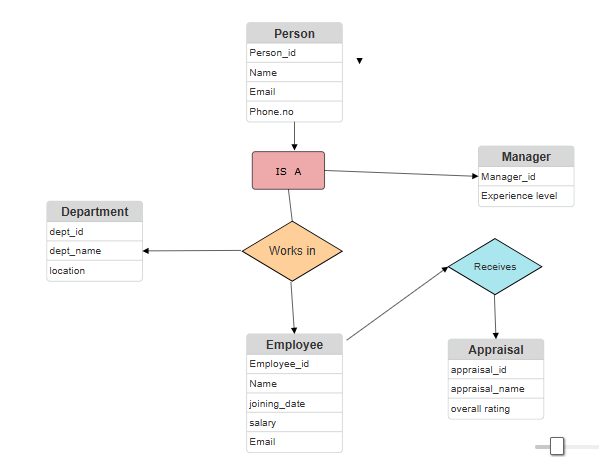 Person
Person_id
Name
Email
Phone.no
IS A
Manager
Manager_id
Experience level
Department
dept_id
dept_name
location
Works in
Receives
Employee
Employee_id
Name
joining_date
salary
Email
Appraisal
appraisal_id
appraisal_name
overall rating